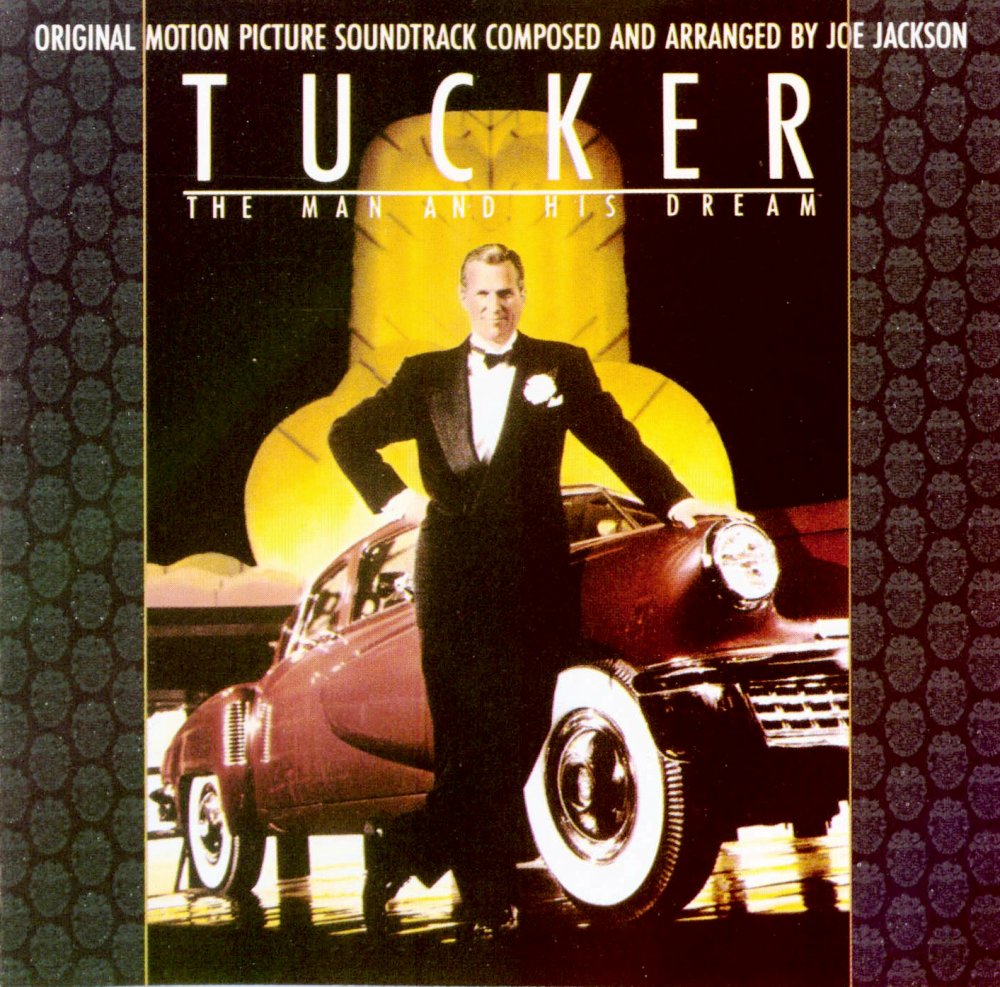 ORIGINAL MOTION PICTURE SOUNDTRACK COMPOSED AND ARRANGED BY JOE JACKSON
TUCKER
THE MAN AND HIS DREAM